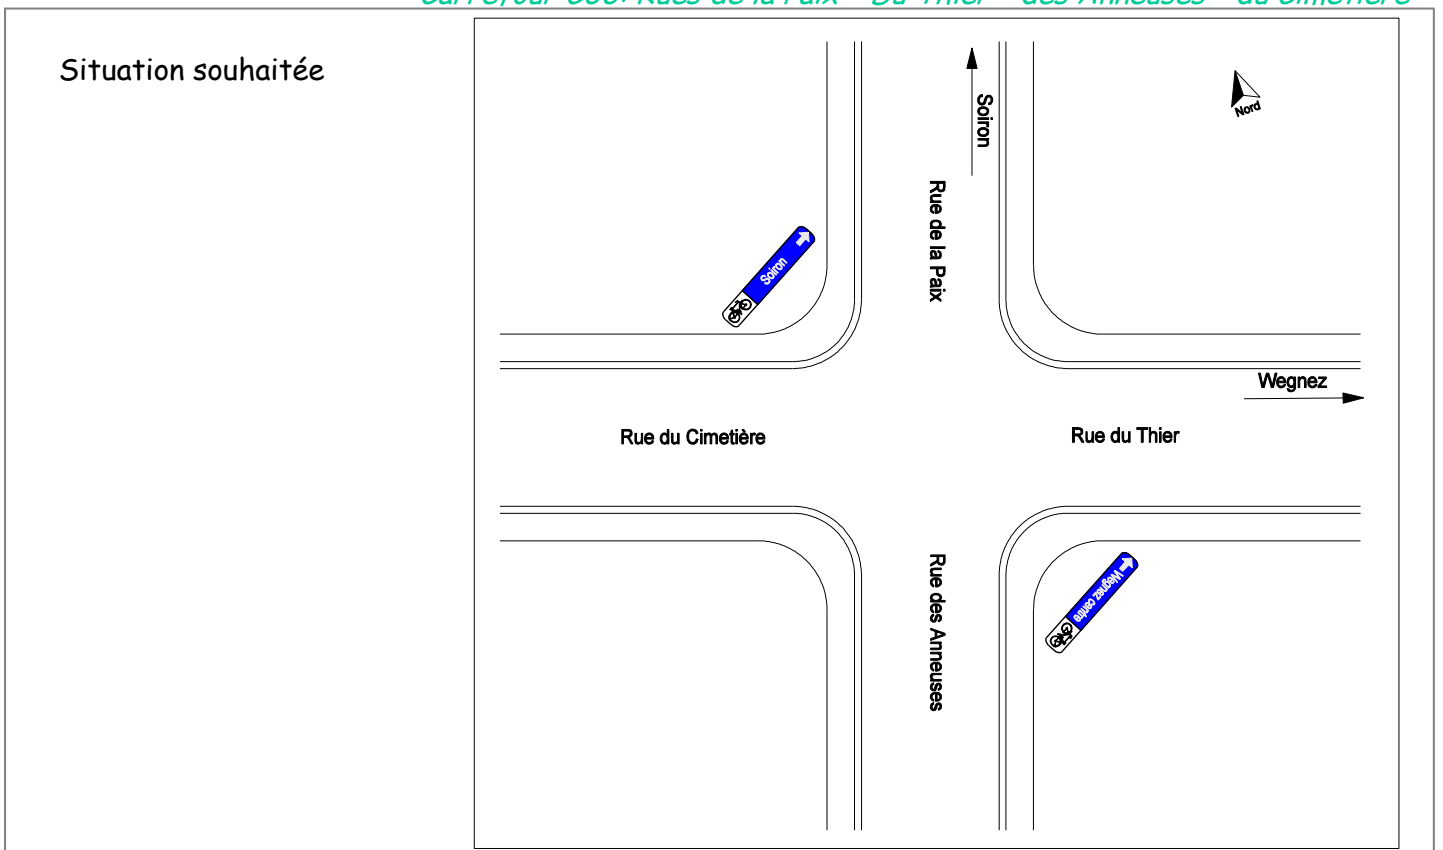 Situation souhaitée
Soiron
Nord
Rue de la Paix
Soiron
Wegnez
Rue du Cimetière
Rue du Thier
Rue des Anneuses
Wegnez centre